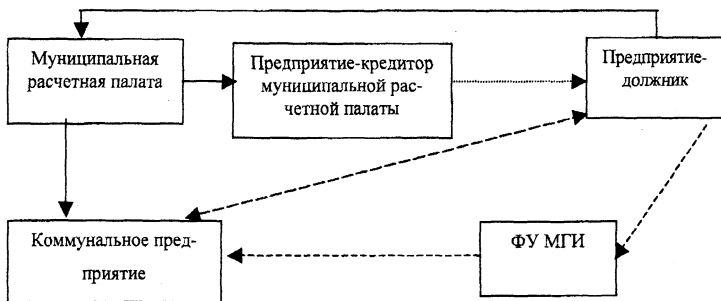 Муниципальная
расчетная палата
Предприятие-кредитор
муниципальной рас-
четной палаты
Предприятие-
должник
Коммунальное пред-
приятие
ФУ МГИ